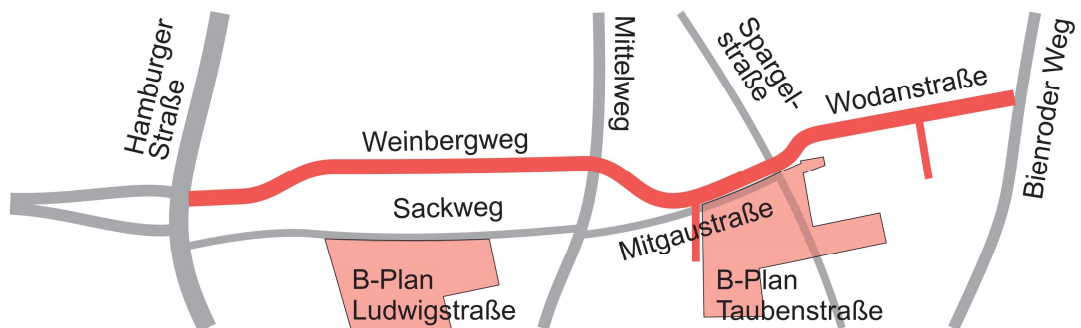 Hamburger
Straße
Weinbergweg
Sackweg
Mittelweg
Spargel-
straße
Wodanstraße
Bienroder Weg
Mitgaustraße
B-Plan
Ludwigstraße
B-Plan
Taubenstraße